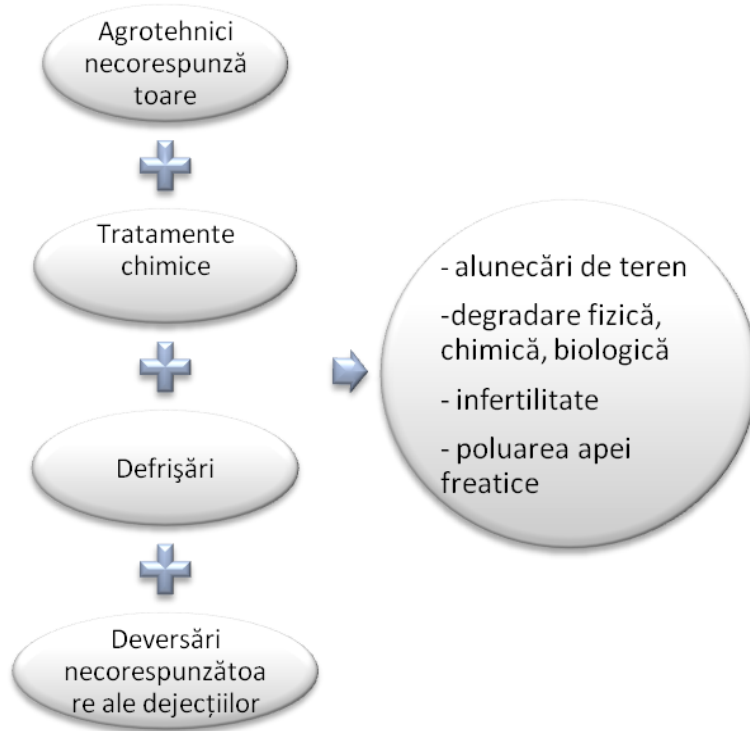 Agrotehnici
necorespunză
toare
Tratamente
chimice
Defrişări
Deversări
necorespunzătoa
re ale dejecțiilor
- alunecări de teren
-degradare fizică,
chimică, biologică
- infertilitate
- poluarea apei
freatice